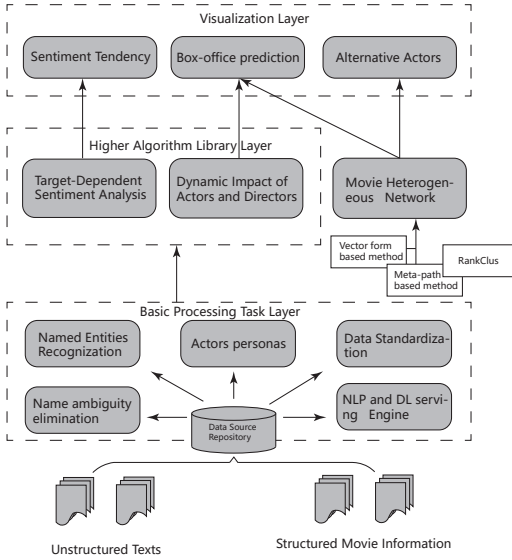 Visualization Layer
Sentiment Tendency
Box-office prediction
Alternative Actors
Higher Algorithm Library Layer
Target-Dependent
Sentiment Analysis
Dynamic Impact of
Actors and Directors
Movie Heterogen-
eous Network
Vector form
based method
Meta-path
based method
RankClus
Basic Processing Task Layer
Named Entities
Recognization
Actors personas
Data Standardiza-
tion
Name ambiguity
elimination
Data Source
Repository
NLP and DL servi-
ng Engine
Unstructured Texts
Structured Movie Information